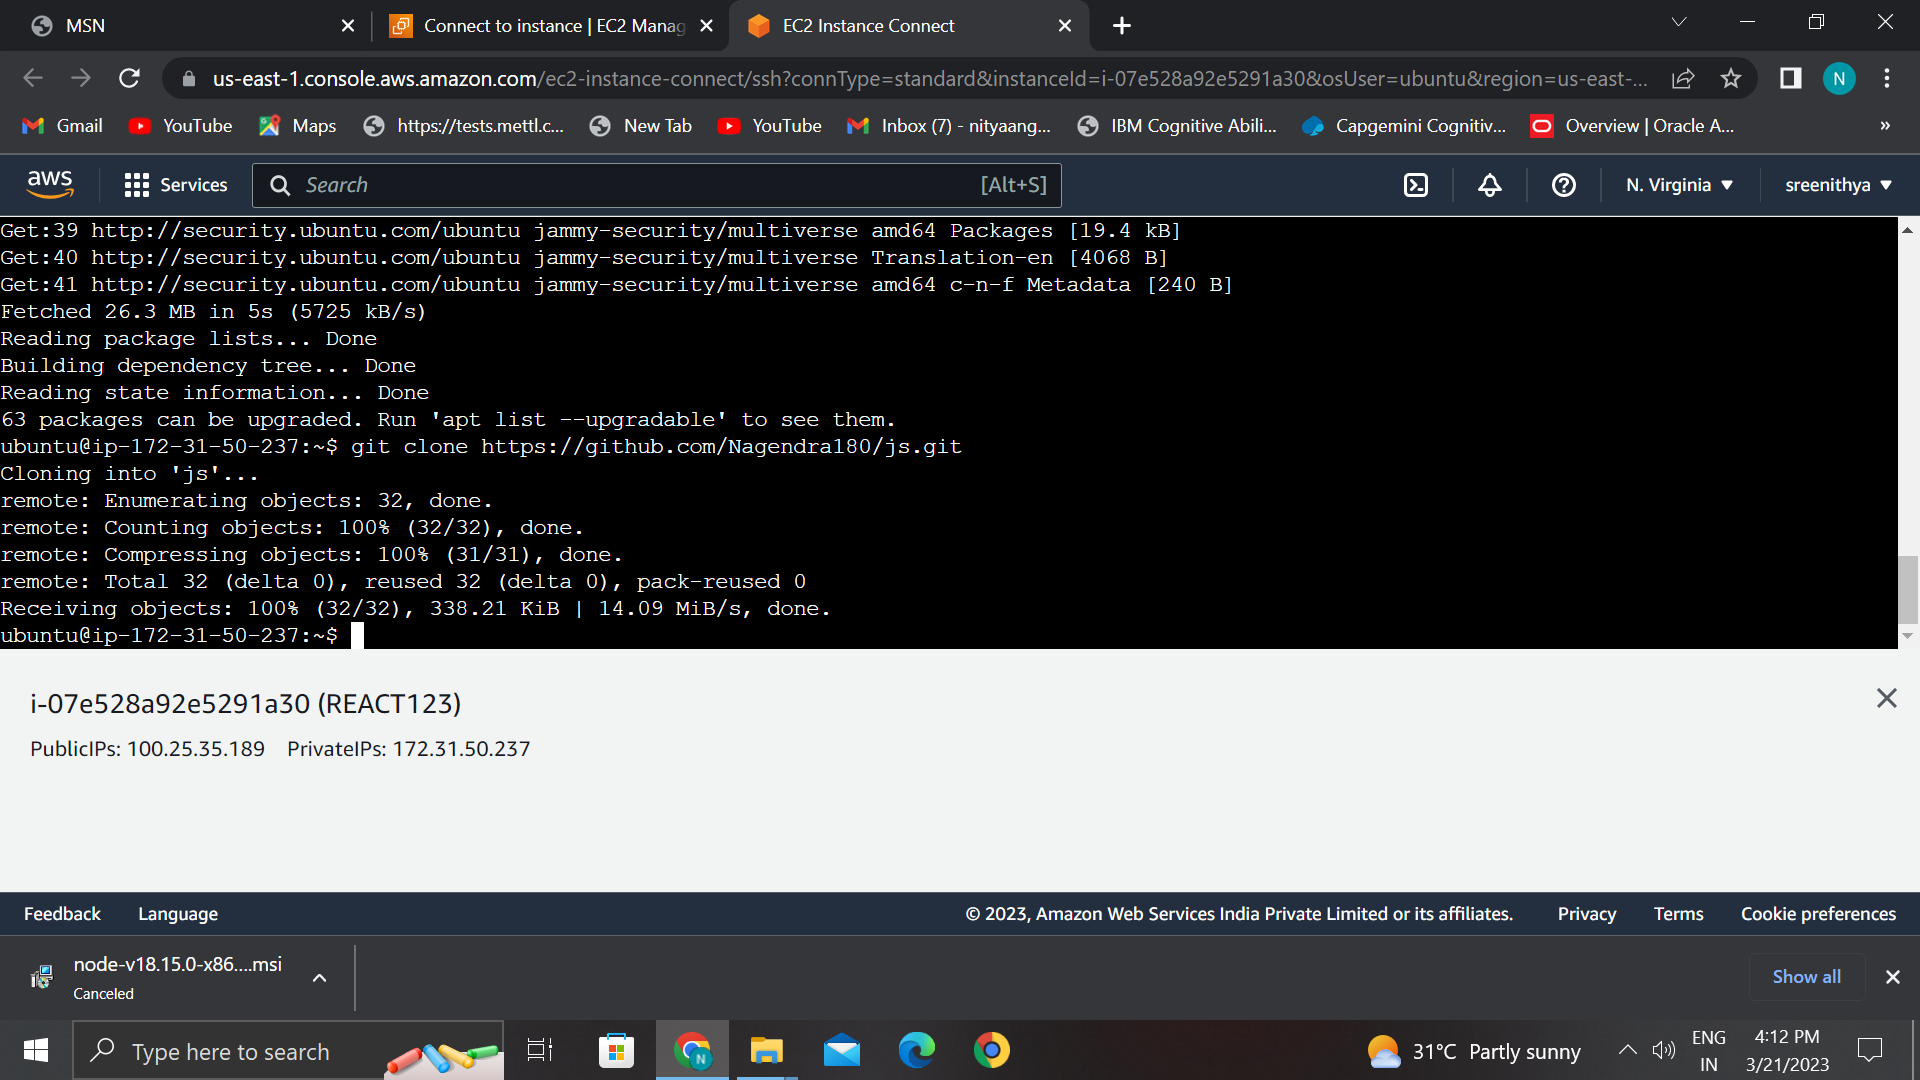 MSN
Connect to instance | EC2 Manag
EC2 Instance Connect
us-east-1.console.aws.amazon.com/ec2-instance-connect/ssh?connType=standard&instanceId=i-07e528a92e5291a30&osUser=ubuntu&region=us-east-...
N
Gmail
YouTube
Maps
https://tests.mettl.c...
New Tab
YouTube
Inbox (7) - nityaang...
IBM Cognitive Abili...
Capgemini Cognitiv...
Overview | Oracle A...
»
aws
Services
Search
[Alt+S]
N. Virginia
sreenithya
Get:39 http://security.ubuntu.com/ubuntu jammy-security/multiverse amd64 Packages [19.4 kB]
Get:40 http://security.ubuntu.com/ubuntu jammy-security/multiverse Translation-en [4068 B]
Get:41 http://security.ubuntu.com/ubuntu jammy-security/multiverse amd64 c-n-f Metadata [240 B]
Fetched 26.3 MB in 5s (5725 kB/s)
Reading package lists... Done
Building dependency tree... Done
Reading state information... Done
63 packages can be upgraded. Run 'apt list --upgradable' to see them.
ubuntu@ip-172-31-50-237:~$ git clone https://github.com/Nagendra180/js.git
Cloning into 'js'...
remote: Enumerating objects: 32, done.
remote: Counting objects: 100% (32/32), done.
remote: Compressing objects: 100% (31/31), done.
remote: Total 32 (delta 0), reused 32 (delta 0), pack-reused 0
Receiving objects: 100% (32/32), 338.21 KiB | 14.09 MiB/s, done.
ubuntu@ip-172-31-50-237:~$
i-07e528a92e5291a30 (REACT123)
PublicIPs: 100.25.35.189 PrivateIPs: 172.31.50.237
Feedback
Language
© 2023, Amazon Web Services India Private Limited or its affiliates.
Privacy
Terms
Cookie preferences
node-v18.15.0-x86....msi
Canceled
Show all
Type here to search
N
31°C Partly sunny
ENG
IN
4:12 PM
3/21/2023